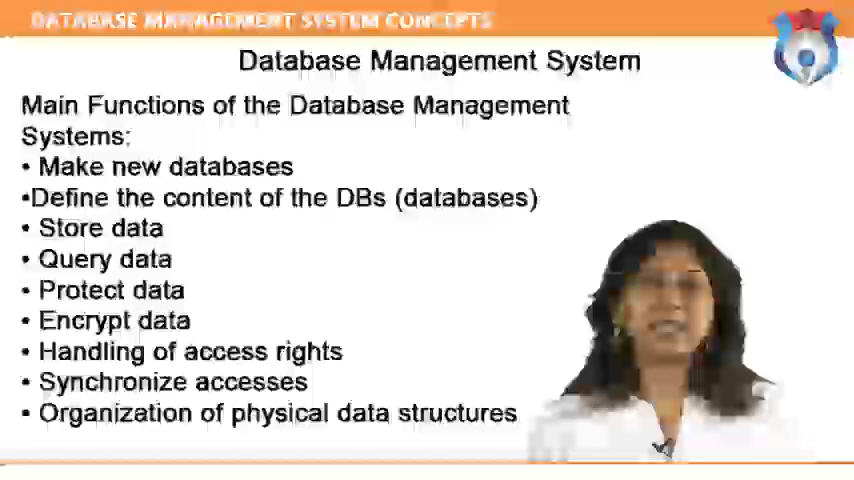 DATABASE MANAGEMENT SYSTEM CONCEPTS
Database Management System
Main Functions of the Database Management
Systems:
• Make new databases
•Define the content of the DBs (databases)
• Store data
• Query data
• Protect data
• Encrypt data
• Handling of access rights
• Synchronize accesses
• Organization of physical data structures